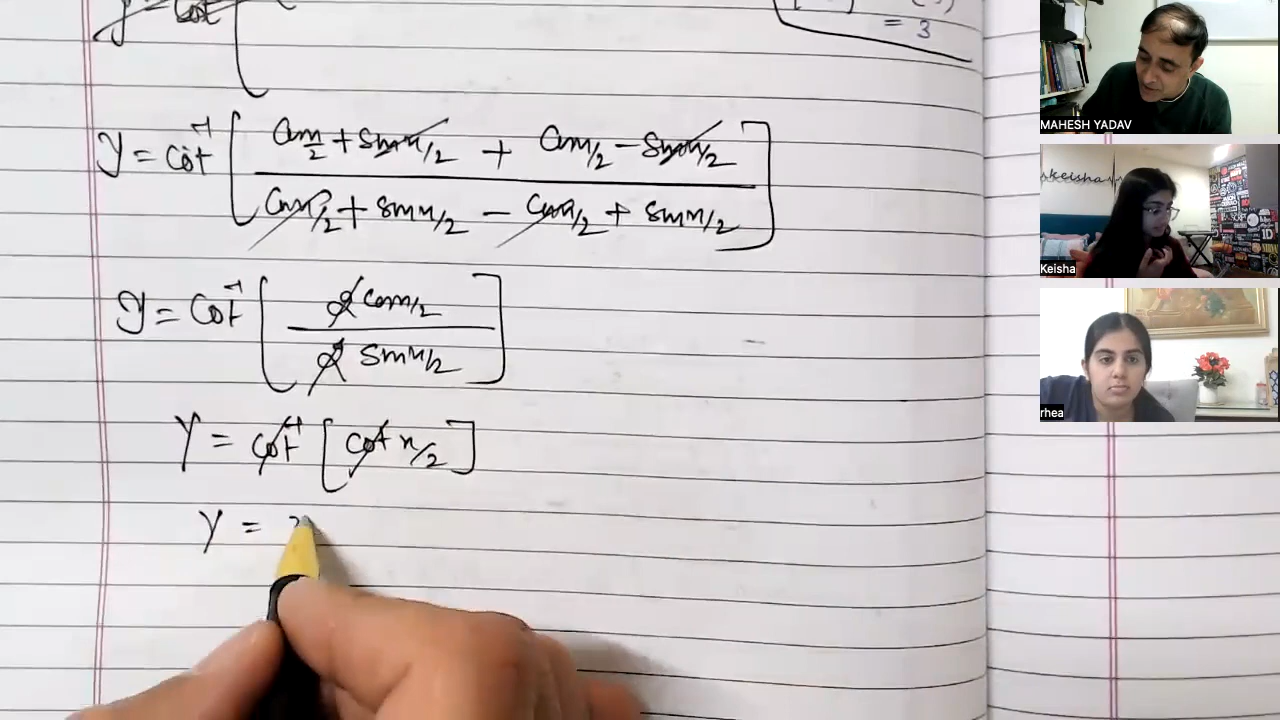 = 3
y = cot⁻¹ [ (cos x/2 + sin x/2 + cos x/2 - sin x/2) / (cos x/2 + sin x/2 - cos x/2 + sin x/2) ]
y = cot⁻¹ [ 2 cos x/2 / 2 sin x/2 ]
y = cot⁻¹ [ cot x/2 ]
y =
MAHESH YADAV
keisha
Keisha
rhea